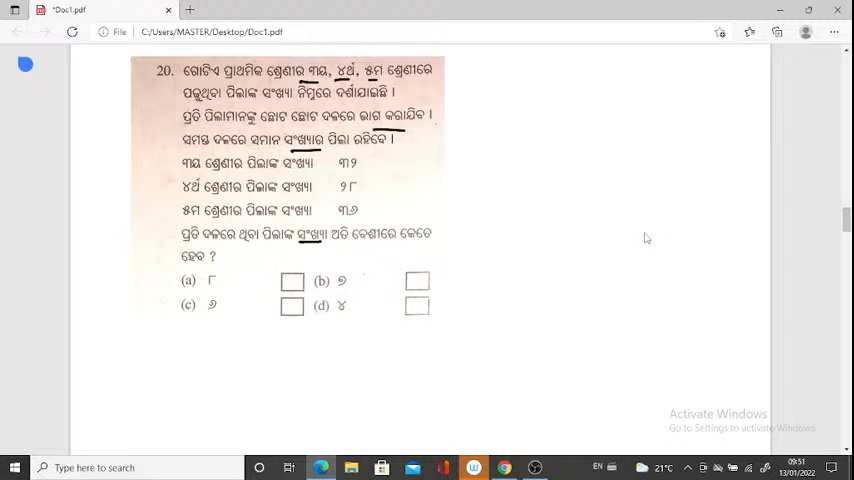 *Doc1.pdf
File C:/Users/MASTER/Desktop/Doc1.pdf
20. ଗୋଟିଏ ପ୍ରାଥମିକ ଶ୍ରେଣୀର ୩ୟ, ୪ର୍ଥ, ୫ମ ଶ୍ରେଣୀରେ
ପଢୁଥିବା ପିଲାଙ୍କ ସଂଖ୍ୟା ନିମ୍ନରେ ଦର୍ଶାଯାଇଛି ।
ପ୍ରତି ପିଲାମାନଙ୍କୁ ଛୋଟ ଛୋଟ ଦଳରେ ଭାଗ କରାଯିବ ।
ସମସ୍ତ ଦଳରେ ସମାନ ସଂଖ୍ୟାର ପିଲା ରହିବେ ।
୩ୟ ଶ୍ରେଣୀର ପିଲାଙ୍କ ସଂଖ୍ୟା ୩୨
୪ର୍ଥ ଶ୍ରେଣୀର ପିଲାଙ୍କ ସଂଖ୍ୟା ୨୮
୫ମ ଶ୍ରେଣୀର ପିଲାଙ୍କ ସଂଖ୍ୟା ୩୬
ପ୍ରତି ଦଳରେ ଥିବା ପିଲାଙ୍କ ସଂଖ୍ୟା ଅତି ବେଶୀରେ କେତେ
ହେବ ?
(a) ୮ (b) ୭
(c) ୬ (d) ୪
Activate Windows
Go to Settings to activate Windows.
Type here to search
21°C
EN
09:51
13/01/2022